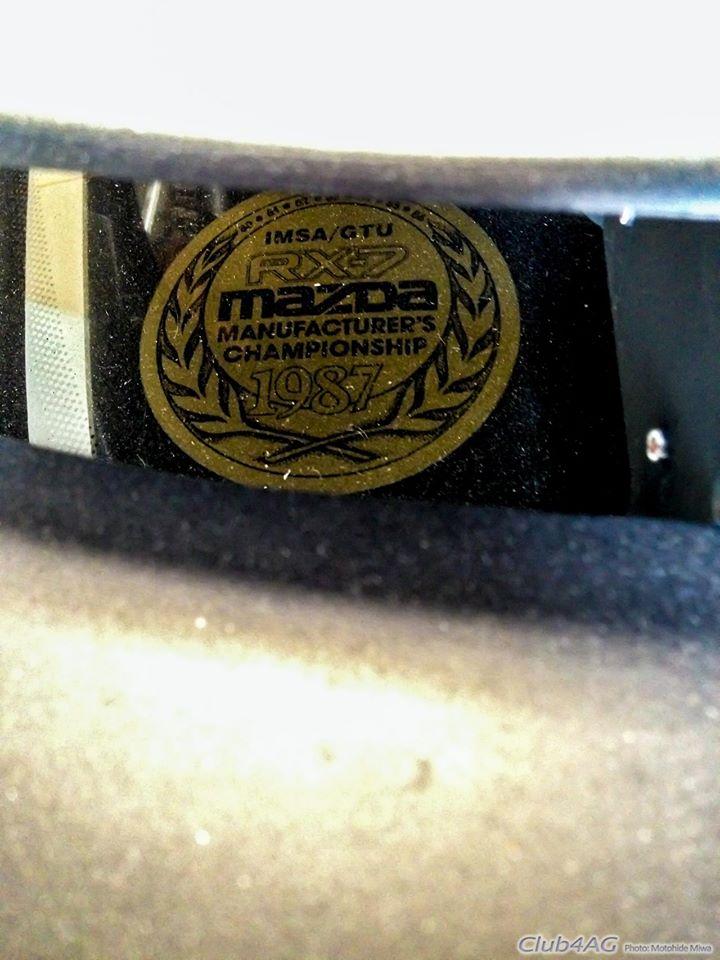 IMSA/GTU
RX-7
mazda
MANUFACTURER'S
CHAMPIONSHIP
1987
Club4AG Photo: Motohide Miwa